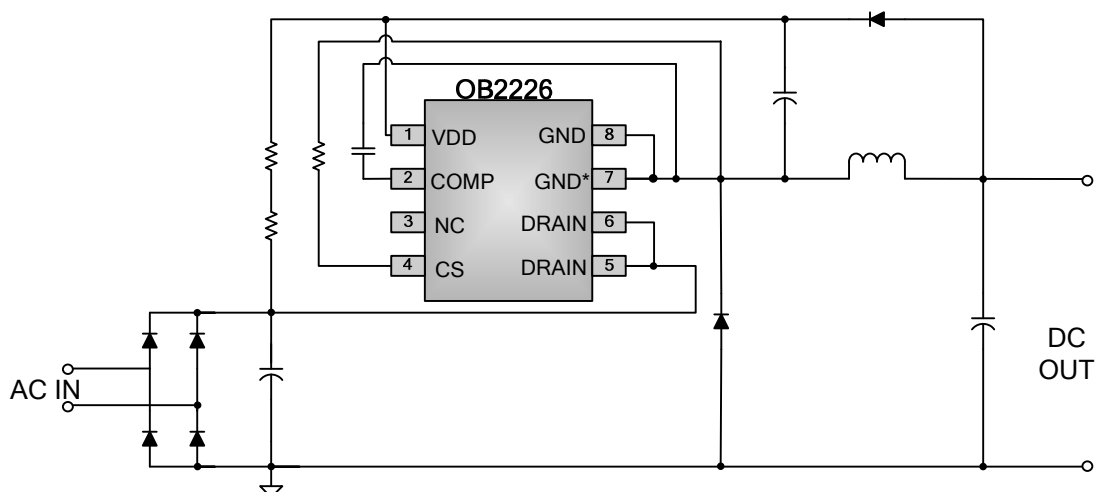 OB2226
1 VDD GND 8
2 COMP GND* 7
3 NC DRAIN 6
4 CS DRAIN 5
AC IN
DC
OUT